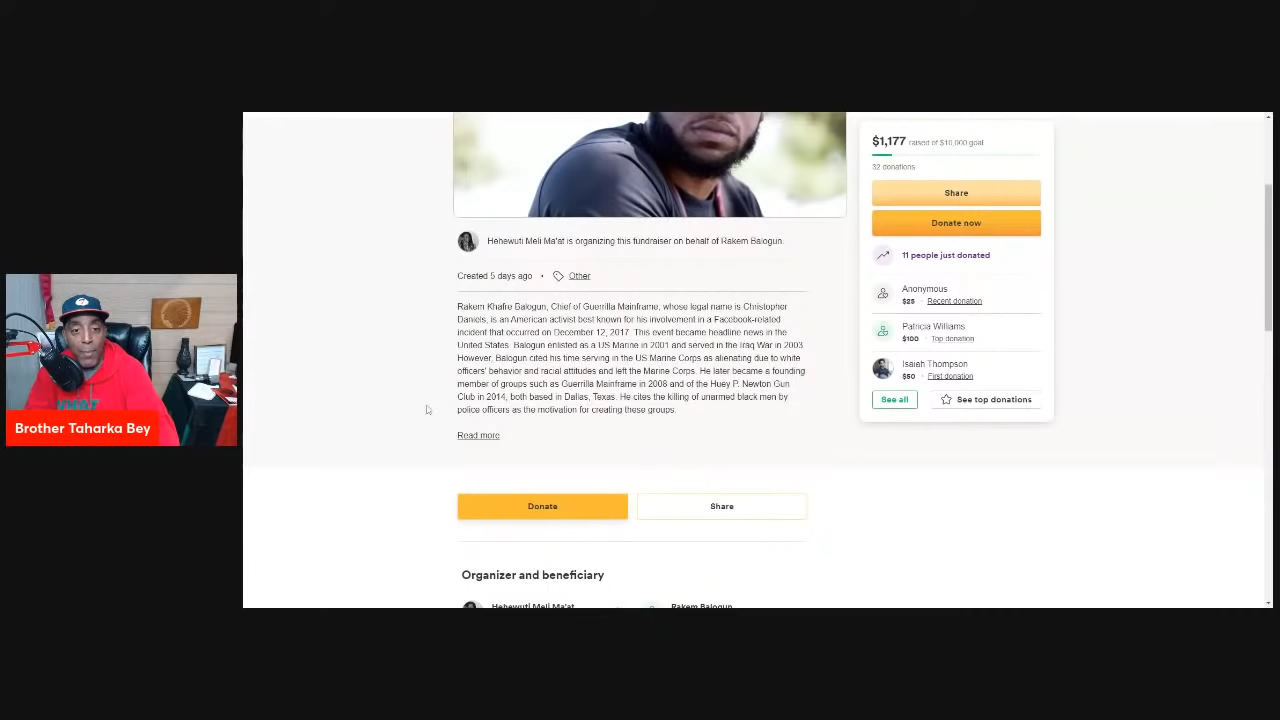 $1,177 raised of $10,000 goal
32 donations
Share
Donate now
11 people just donated
Anonymous
$25 · Recent donation
Patricia Williams
$100 · Top donation
Isaiah Thompson
$50 · First donation
See all
See top donations
Hehewuti Meli Ma'at is organizing this fundraiser on behalf of Rakem Balogun.
Created 5 days ago • Other
Rakem Khafre Balogun, Chief of Guerrilla Mainframe, whose legal name is Christopher
Daniels, is an American activist best known for his involvement in a Facebook-related
incident that occurred on December 12, 2017. This event became headline news in the
United States. Balogun enlisted as a US Marine in 2001 and served in the Iraq War in 2003.
However, Balogun cited his time serving in the US Marine Corps as alienating due to white
officers' behavior and racial attitudes and left the Marine Corps. He later became a founding
member of groups such as Guerrilla Mainframe in 2008 and of the Huey P. Newton Gun
Club in 2014, both based in Dallas, Texas. He cites the killing of unarmed black men by
police officers as the motivation for creating these groups.
Read more
Donate
Share
Organizer and beneficiary
Hehewuti Meli Ma'at
Rakem Balogun
Brother Taharka Bey